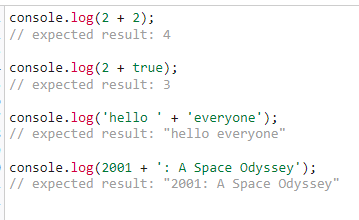 console.log(2 + 2);
// expected result: 4
console.log(2 + true);
// expected result: 3
console.log('hello ' + 'everyone');
// expected result: "hello everyone"
console.log(2001 + ': A Space Odyssey');
// expected result: "2001: A Space Odyssey"